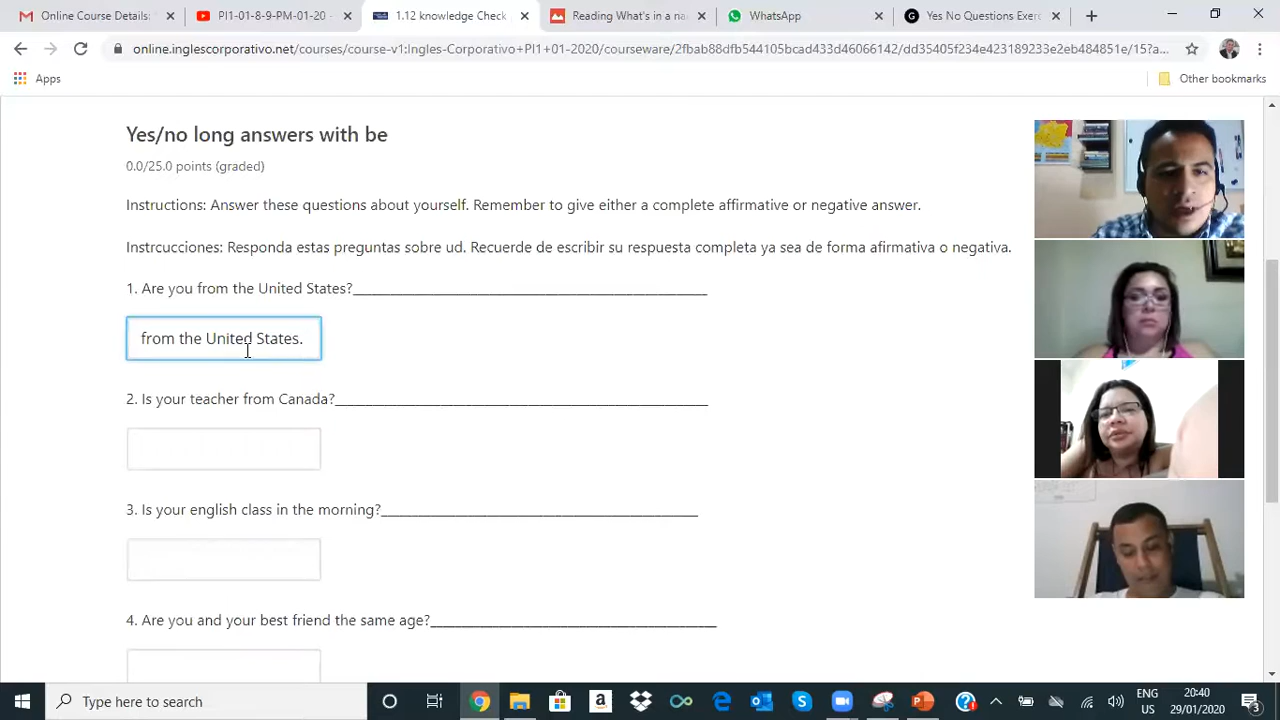 Online Course Details:
PI1-01-8-9-PM-01-20 -
1.12 knowledge Check
Reading What's in a na
WhatsApp
Yes No Questions Exerc
online.inglescorporativo.net/courses/course-v1:Ingles-Corporativo+PI1+01-2020/courseware/2fbab88dfb544105bcad433d46066142/dd35405f234e423189233e2eb484851e/15?a...
Apps
Other bookmarks
Yes/no long answers with be
0.0/25.0 points (graded)
Instructions: Answer these questions about yourself. Remember to give either a complete affirmative or negative answer.
Instrcucciones: Responda estas preguntas sobre ud. Recuerde de escribir su respuesta completa ya sea de forma afirmativa o negativa.
1. Are you from the United States?
from the United States.
2. Is your teacher from Canada?
3. Is your english class in the morning?
4. Are you and your best friend the same age?
Type here to search
ENG
US
20:40
29/01/2020